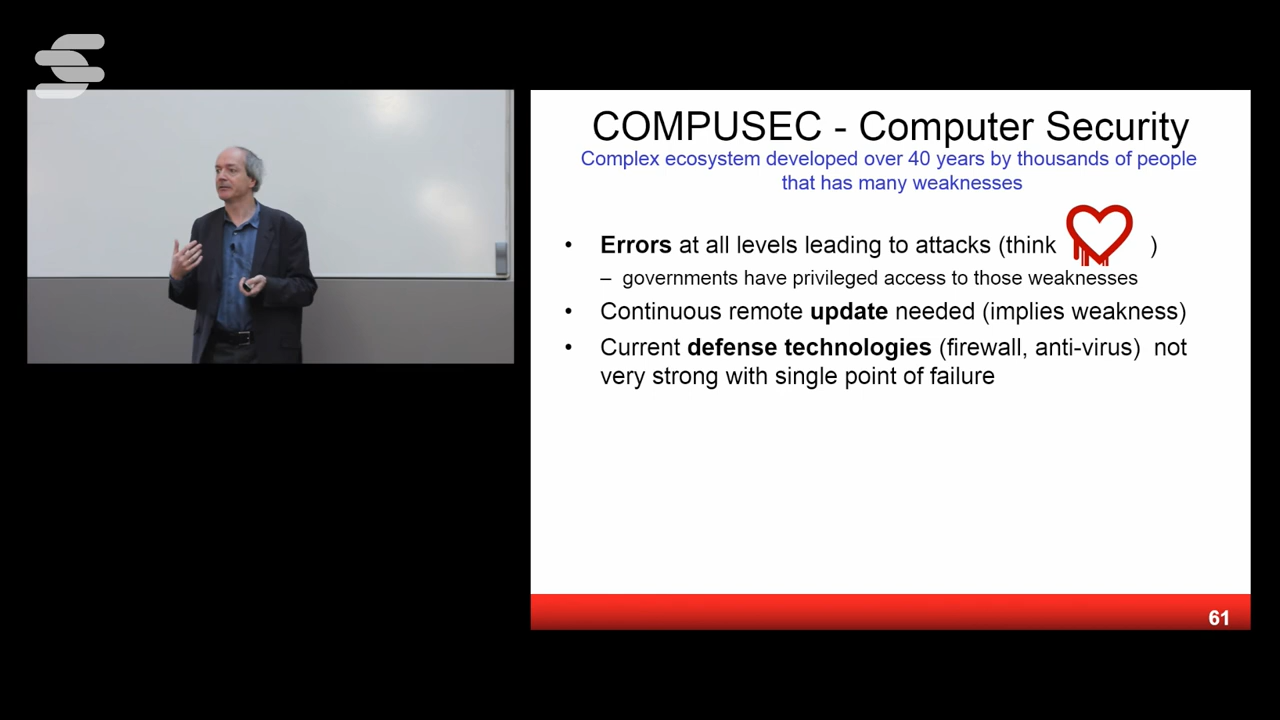 COMPUSEC - Computer Security
Complex ecosystem developed over 40 years by thousands of people
that has many weaknesses
• Errors at all levels leading to attacks (think )
– governments have privileged access to those weaknesses
• Continuous remote update needed (implies weakness)
• Current defense technologies (firewall, anti-virus) not
very strong with single point of failure
61